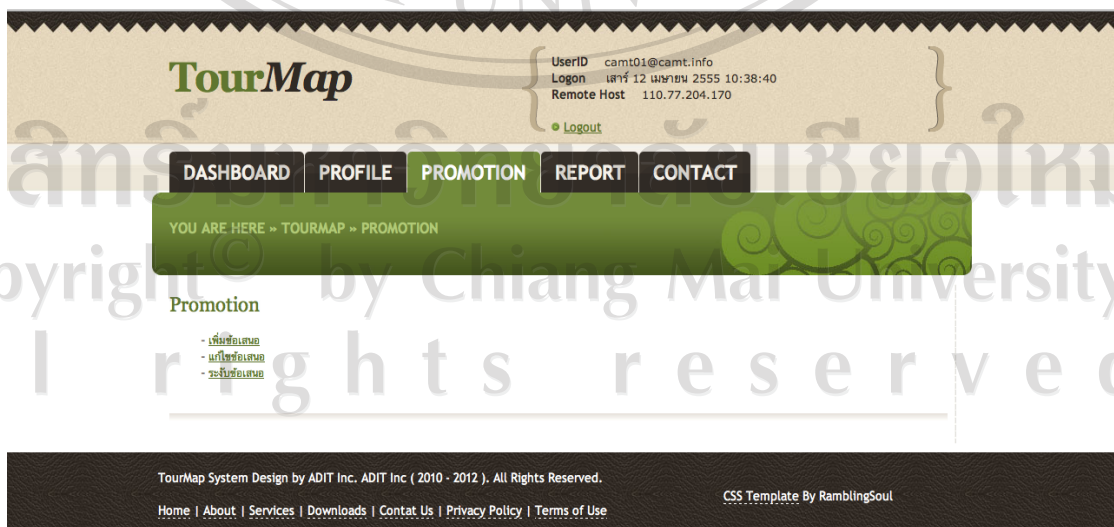 TourMap
UserID camt01@camt.info
Logon เสาร์ 12 เมษายน 2555 10:38:40
Remote Host 110.77.204.170
Logout
DASHBOARD PROFILE PROMOTION REPORT CONTACT
YOU ARE HERE » TOURMAP » PROMOTION
Promotion
- เพิ่มข้อเสนอ
- แก้ไขข้อเสนอ
- ระงับข้อเสนอ
TourMap System Design by ADIT Inc. ADIT Inc ( 2010 - 2012 ). All Rights Reserved.
Home | About | Services | Downloads | Contat Us | Privacy Policy | Terms of Use
CSS Template By RamblingSoul
by Chiang Mai University
rights